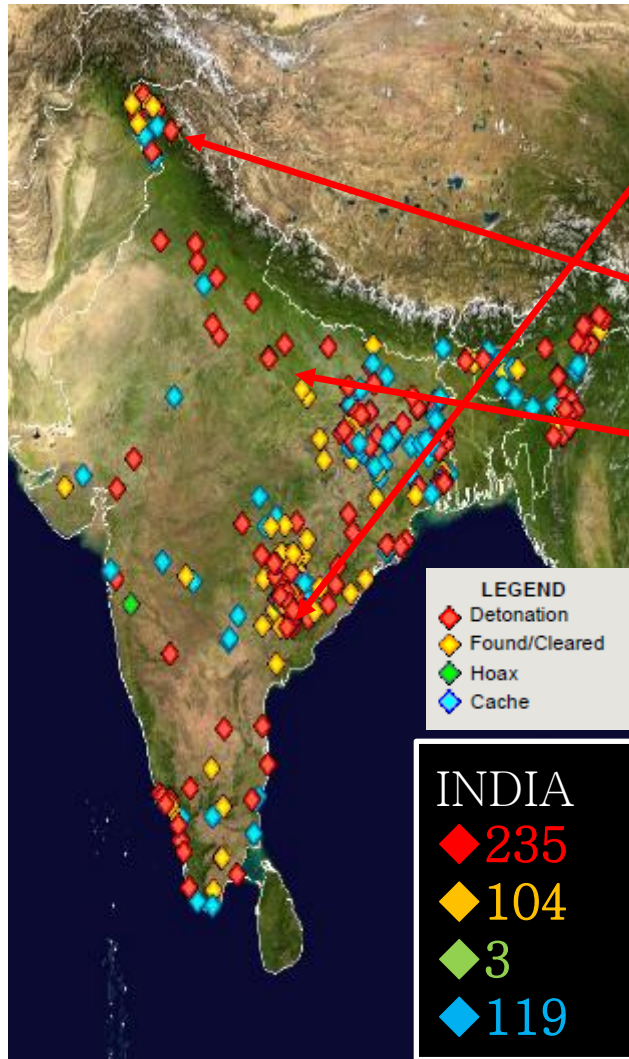 LEGEND
Detonation
Found/Cleared
Hoax
Cache
INDIA
235
104
3
119